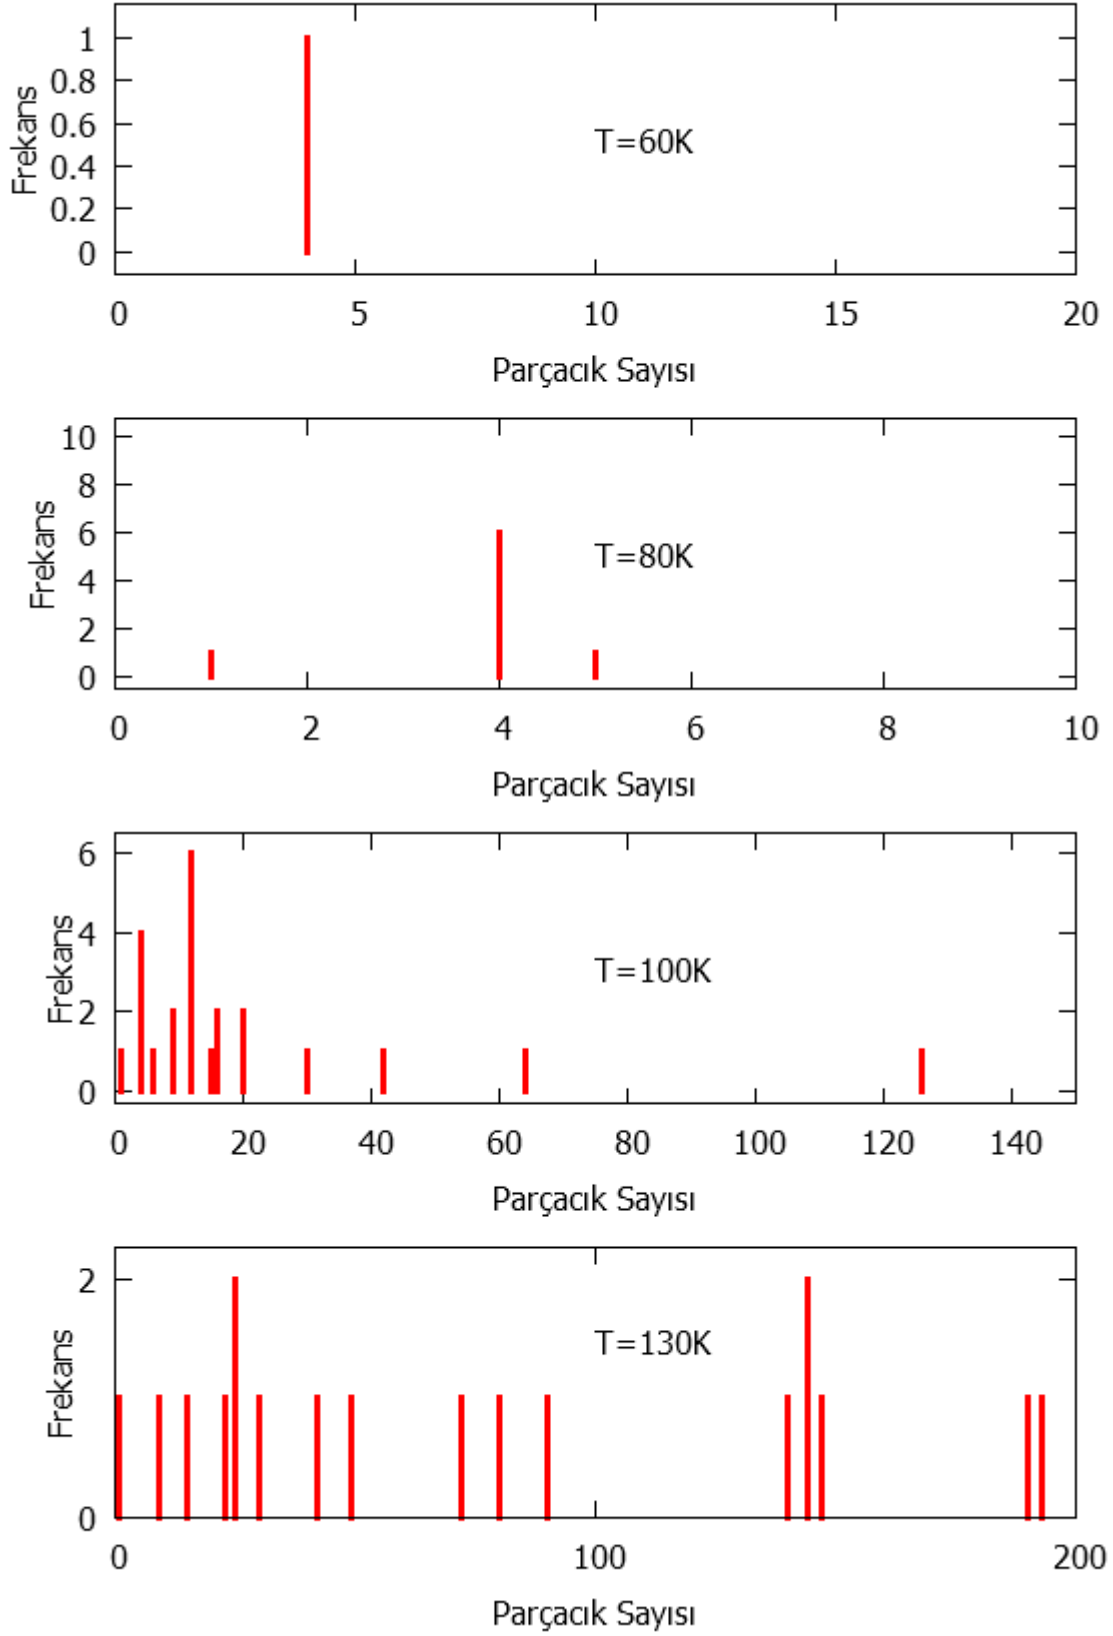 Frekans
1
0.8
0.6
0.4
0.2
0
T=60K
0 5 10 15 20
Parçacık Sayısı
Frekans
10
8
6
4
2
0
T=80K
0 2 4 6 8 10
Parçacık Sayısı
Frekans
6
4
2
0
T=100K
0 20 40 60 80 100 120 140
Parçacık Sayısı
Frekans
2
0
T=130K
0 100 200
Parçacık Sayısı